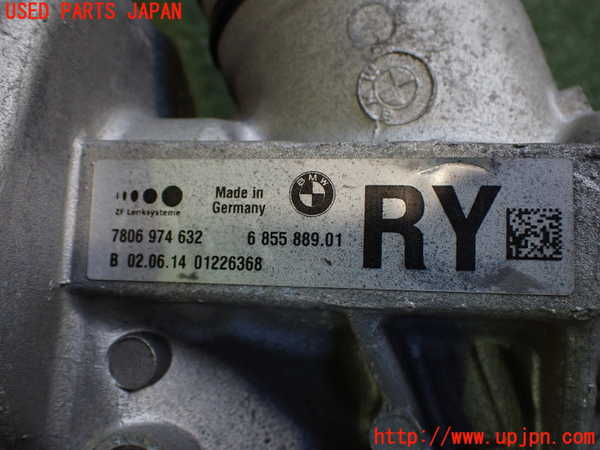 USED PARTS JAPAN
BMW
Made in
Germany
ZF Lenksysteme
RY
7806 974 632 6 855 889.01
B 02.06.14 01226368
http://www.upjpn.com/